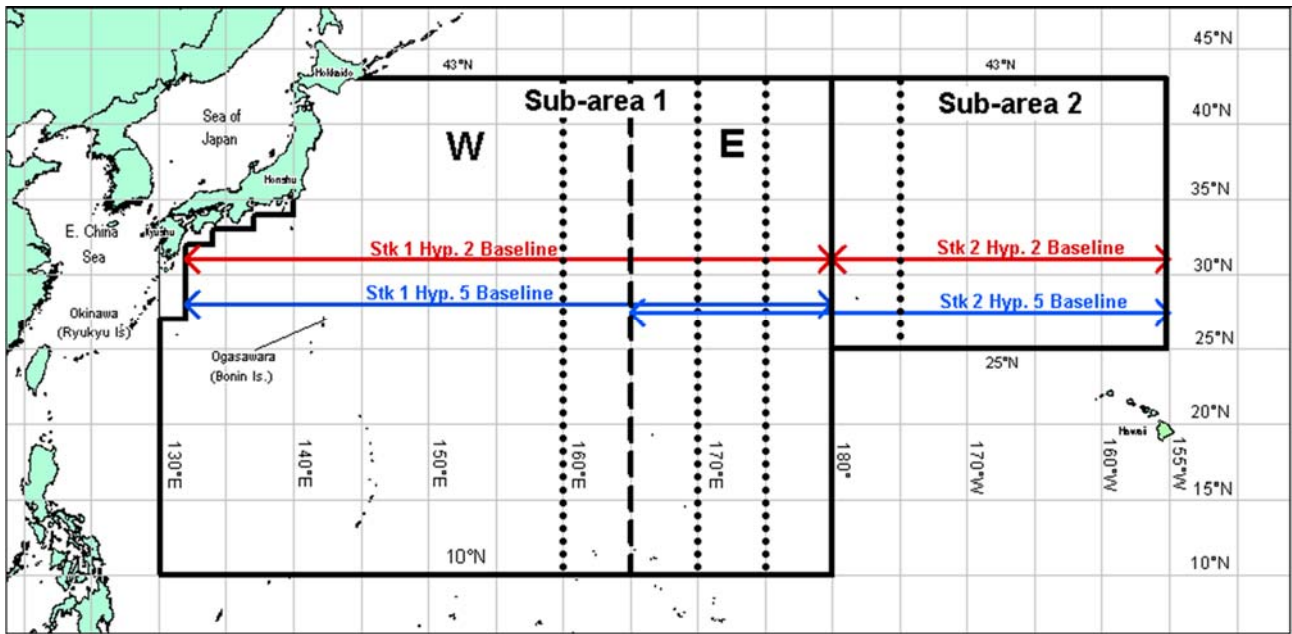 45°N
43°N
43°N
Hokkaido
Sub-area 1
Sub-area 2
Sea of
Japan
40°N
W
E
Honshu
35°N
E. China
Sea
Kyushu
Stk 1 Hyp. 2 Baseline
Stk 2 Hyp. 2 Baseline
30°N
Stk 1 Hyp. 5 Baseline
Stk 2 Hyp. 5 Baseline
Okinawa
(Ryukyu Is)
Ogasawara
(Bonin Is.)
25°N
25°N
20°N
Hawaii
130°E
140°E
150°E
160°E
170°E
180°
170°W
160°W
155°W
15°N
10°N
10°N